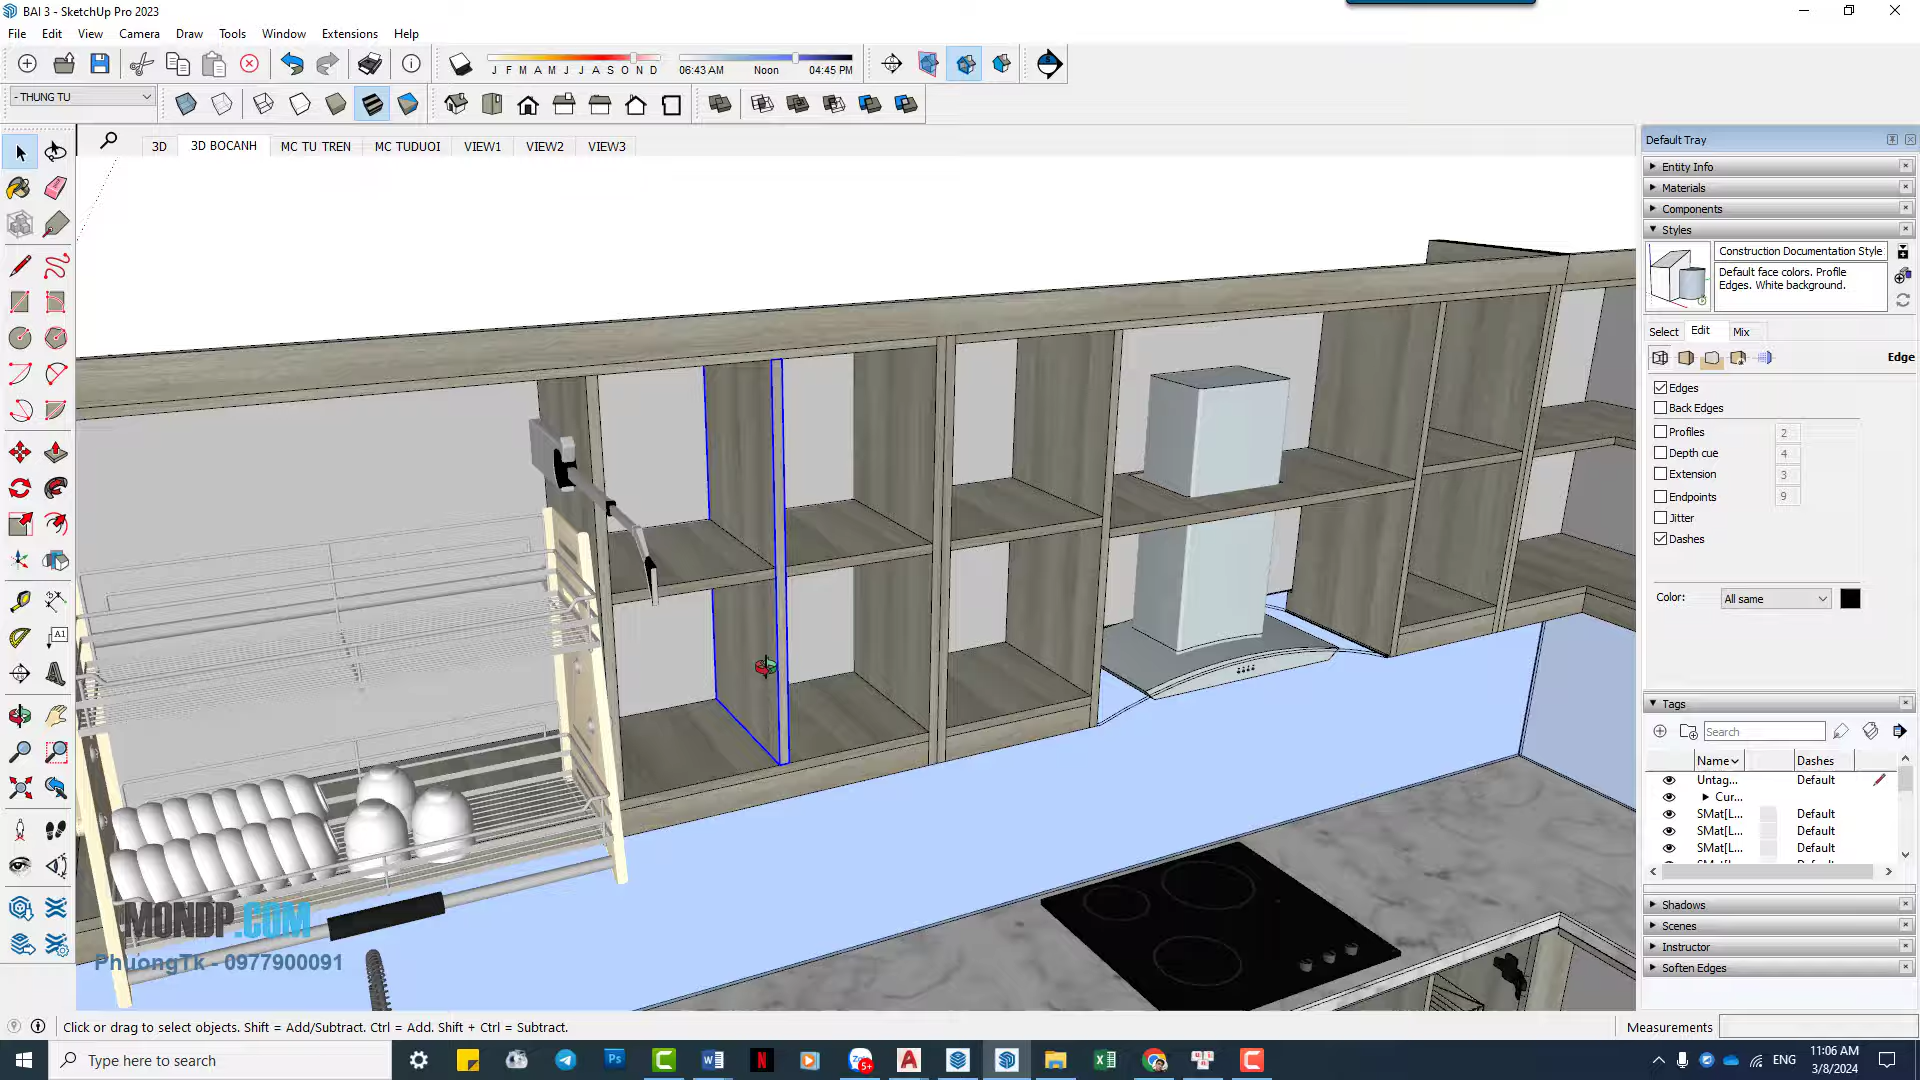 BAI 3 - SketchUp Pro 2023
File Edit View Camera Draw Tools Window Extensions Help
J F M A M J J A S O N D 06:43 AM Noon 04:45 PM
- THUNG TU
3D 3D BOCANH MC TU TREN MC TUDUOI VIEW1 VIEW2 VIEW3
Default Tray
Entity Info
Materials
Components
Styles
Construction Documentation Style
Default face colors. Profile
Edges. White background.
Select Edit Mix
Edge
Edges
Back Edges
Profiles 2
Depth cue 4
Extension 3
Endpoints 9
Jitter
Dashes
Color: All same
Tags
Search
Name Dashes
Untag... Default
Cur...
SMat[L... Default
SMat[L... Default
SMat[L... Default
Shadows
Scenes
Instructor
Soften Edges
A1
MONDP.COM
PhuongTk - 0977900091
Click or drag to select objects. Shift = Add/Subtract. Ctrl = Add. Shift + Ctrl = Subtract.
Measurements
Type here to search
ENG
11:06 AM
3/8/2024